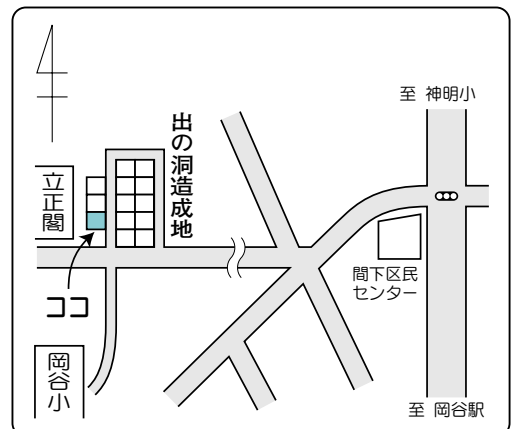 至 神明小
出の洞造成地
立正閣
間下区民
センター
ココ
岡谷小
至 岡谷駅